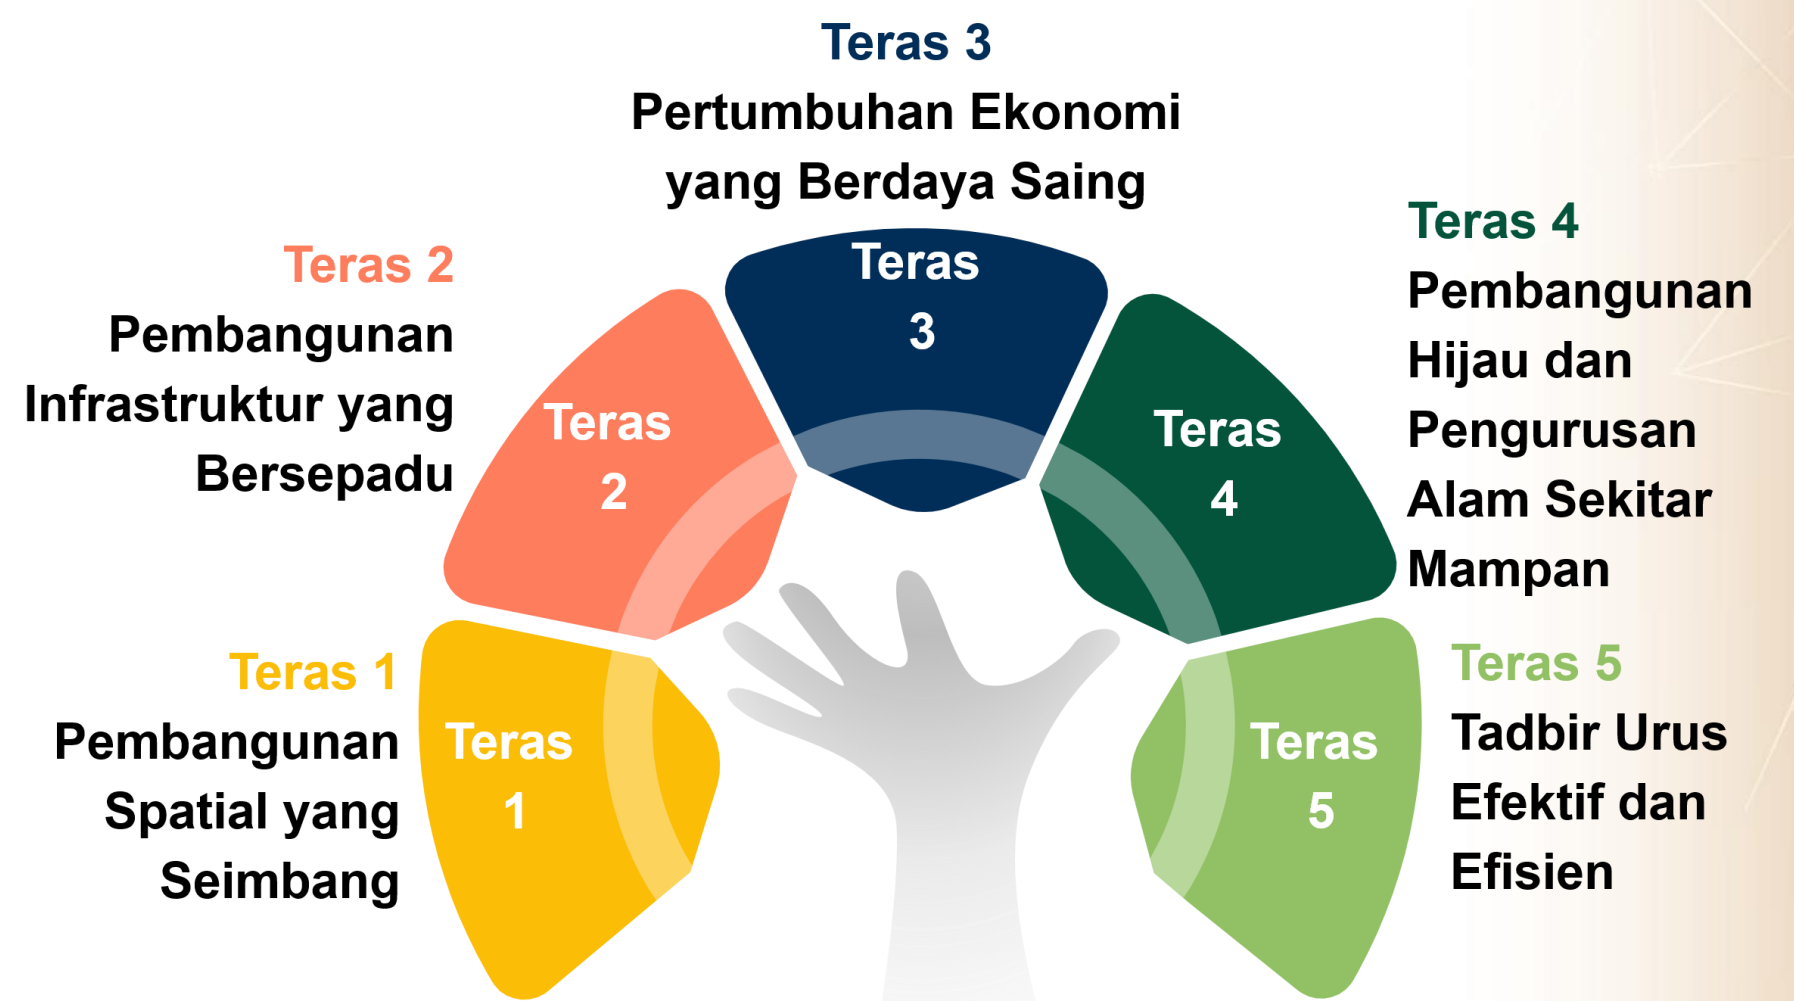 Teras 3
Pertumbuhan Ekonomi
yang Berdaya Saing
Teras 4
Pembangunan
Hijau dan
Pengurusan
Alam Sekitar
Mampan
Teras 2
Pembangunan
Infrastruktur yang
Bersepadu
Teras
3
Teras
2
Teras
4
Teras 1
Pembangunan
Spatial yang
Seimbang
Teras
1
Teras
5
Teras 5
Tadbir Urus
Efektif dan
Efisien